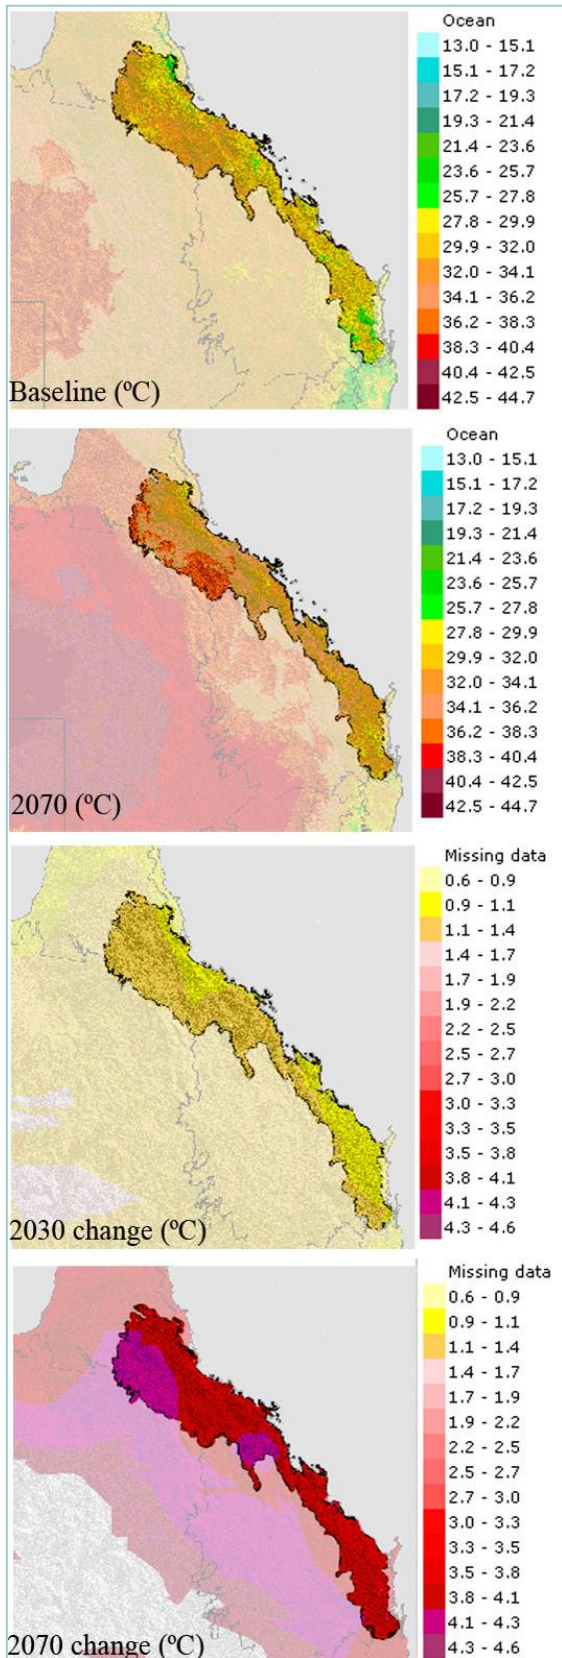 Ocean
13.0 - 15.1
15.1 - 17.2
17.2 - 19.3
19.3 - 21.4
21.4 - 23.6
23.6 - 25.7
25.7 - 27.8
27.8 - 29.9
29.9 - 32.0
32.0 - 34.1
34.1 - 36.2
36.2 - 38.3
38.3 - 40.4
40.4 - 42.5
42.5 - 44.7
Baseline (ºC)
Ocean
13.0 - 15.1
15.1 - 17.2
17.2 - 19.3
19.3 - 21.4
21.4 - 23.6
23.6 - 25.7
25.7 - 27.8
27.8 - 29.9
29.9 - 32.0
32.0 - 34.1
34.1 - 36.2
36.2 - 38.3
38.3 - 40.4
40.4 - 42.5
42.5 - 44.7
2070 (ºC)
Missing data
0.6 - 0.9
0.9 - 1.1
1.1 - 1.4
1.4 - 1.7
1.7 - 1.9
1.9 - 2.2
2.2 - 2.5
2.5 - 2.7
2.7 - 3.0
3.0 - 3.3
3.3 - 3.5
3.5 - 3.8
3.8 - 4.1
4.1 - 4.3
4.3 - 4.6
2030 change (ºC)
Missing data
0.6 - 0.9
0.9 - 1.1
1.1 - 1.4
1.4 - 1.7
1.7 - 1.9
1.9 - 2.2
2.2 - 2.5
2.5 - 2.7
2.7 - 3.0
3.0 - 3.3
3.3 - 3.5
3.5 - 3.8
3.8 - 4.1
4.1 - 4.3
4.3 - 4.6
2070 change (ºC)